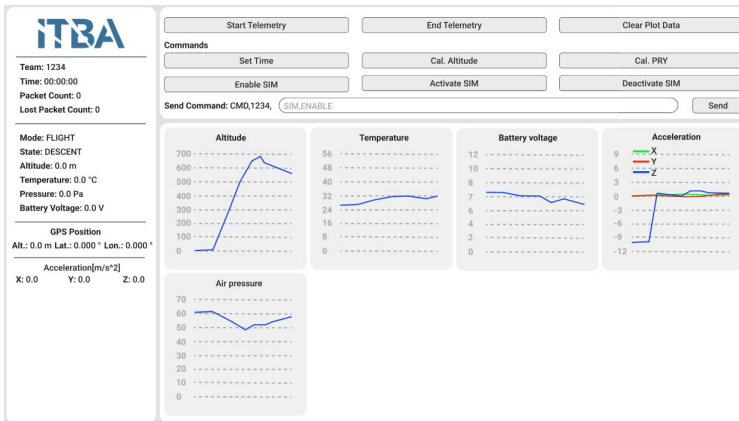 ITBA
Team: 1234
Time: 00:00:00
Packet Count: 0
Lost Packet Count: 0
Mode: FLIGHT
State: DESCENT
Altitude: 0.0 m
Temperature: 0.0 °C
Pressure: 0.0 Pa
Battery Voltage: 0.0 V
GPS Position
Alt.: 0.0 m Lat.: 0.000 ° Lon.: 0.000 °
Acceleration[m/s^2]
X: 0.0 Y: 0.0 Z: 0.0
Start Telemetry End Telemetry Clear Plot Data
Commands
Set Time Cal. Altitude Cal. PRY
Enable SIM Activate SIM Deactivate SIM
Send Command: CMD,1234, SIM,ENABLE Send
Altitude
700
600
500
400
300
200
100
0
Temperature
56
48
40
32
24
16
8
0
Battery voltage
12
10
8
7
6
4
2
0
Acceleration
9
6
3
0
-3
-6
-9
-12
X
Y
Z
Air pressure
70
60
50
40
30
20
10
0